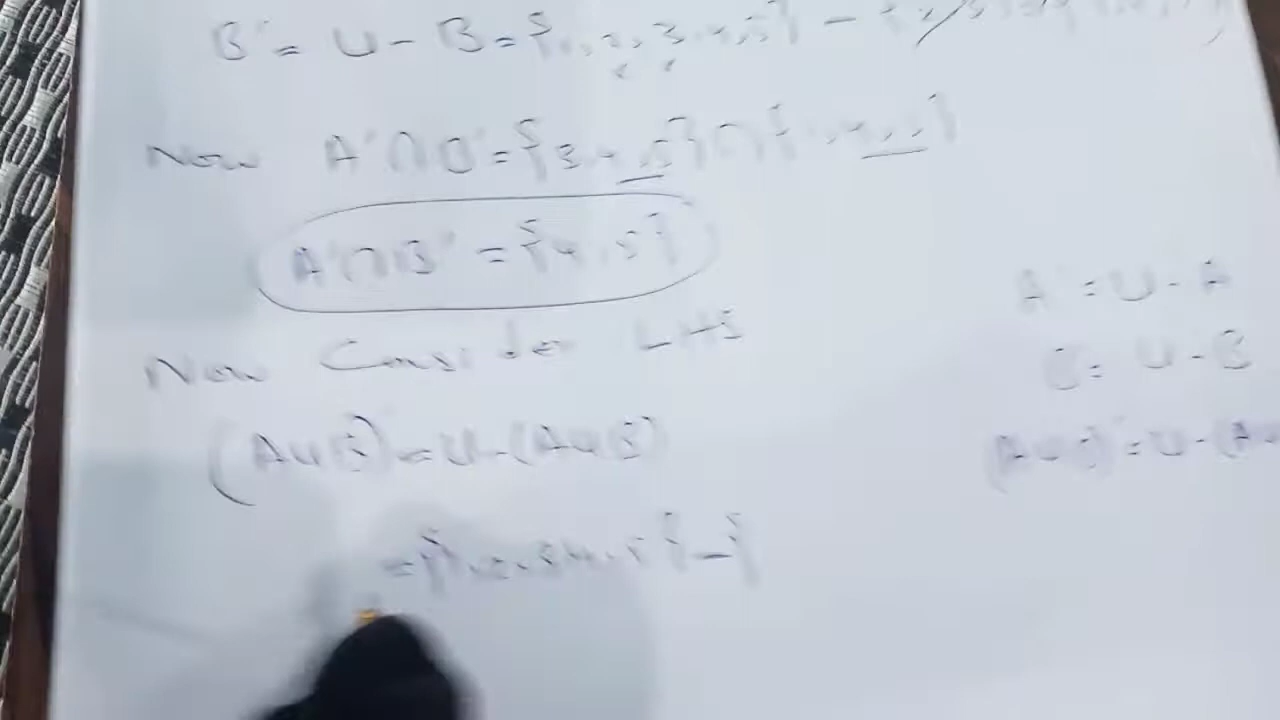 B' = U - B = {1, 2, 3, 4, 5} - {
Now A' ∩ B' = {3, 4, 5} ∩ { , 4, 5}
A' ∩ B' = {4, 5}
Now Consider LHS
(A∪B)' = U - (A∪B)
= {1, 2, 3, 4, 5} - {
A' = U - A
B' = U - B
(A∪B)' = U - (Au